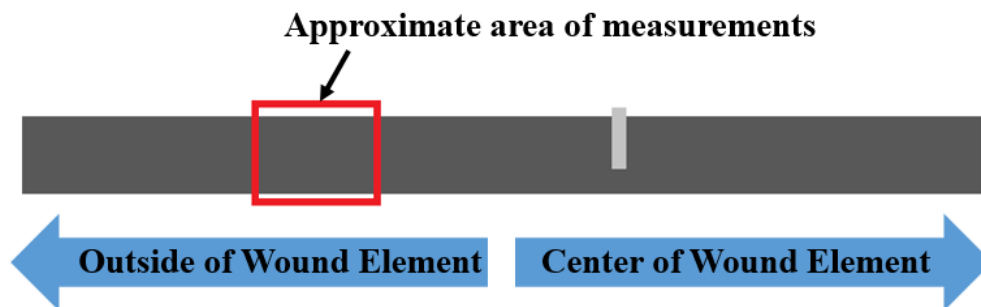 Approximate area of measurements
Outside of Wound Element
Center of Wound Element